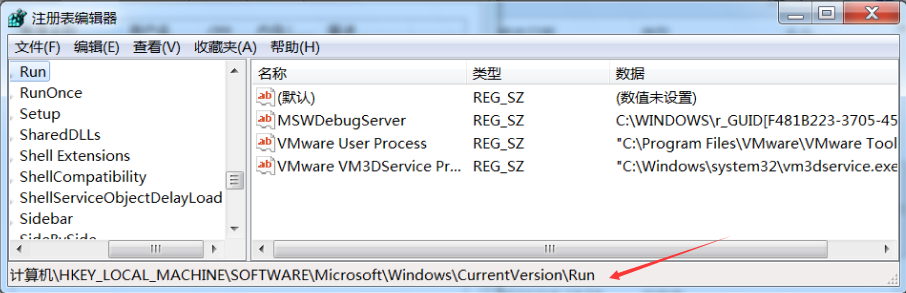 注册表编辑器
文件(F) 编辑(E) 查看(V) 收藏夹(A) 帮助(H)
Run
RunOnce
Setup
SharedDLLs
Shell Extensions
ShellCompatibility
ShellServiceObjectDelayLoad
Sidebar
SideBySide
名称 类型 数据
(默认) REG_SZ (数值未设置)
MSWDebugServer REG_SZ C:\WINDOWS\r_GUID[F481B223-3705-45
VMware User Process REG_SZ "C:\Program Files\VMware\VMware Tool
VMware VM3DService Pr... REG_SZ "C:\Windows\system32\vm3dservice.exe
计算机\HKEY_LOCAL_MACHINE\SOFTWARE\Microsoft\Windows\CurrentVersion\Run